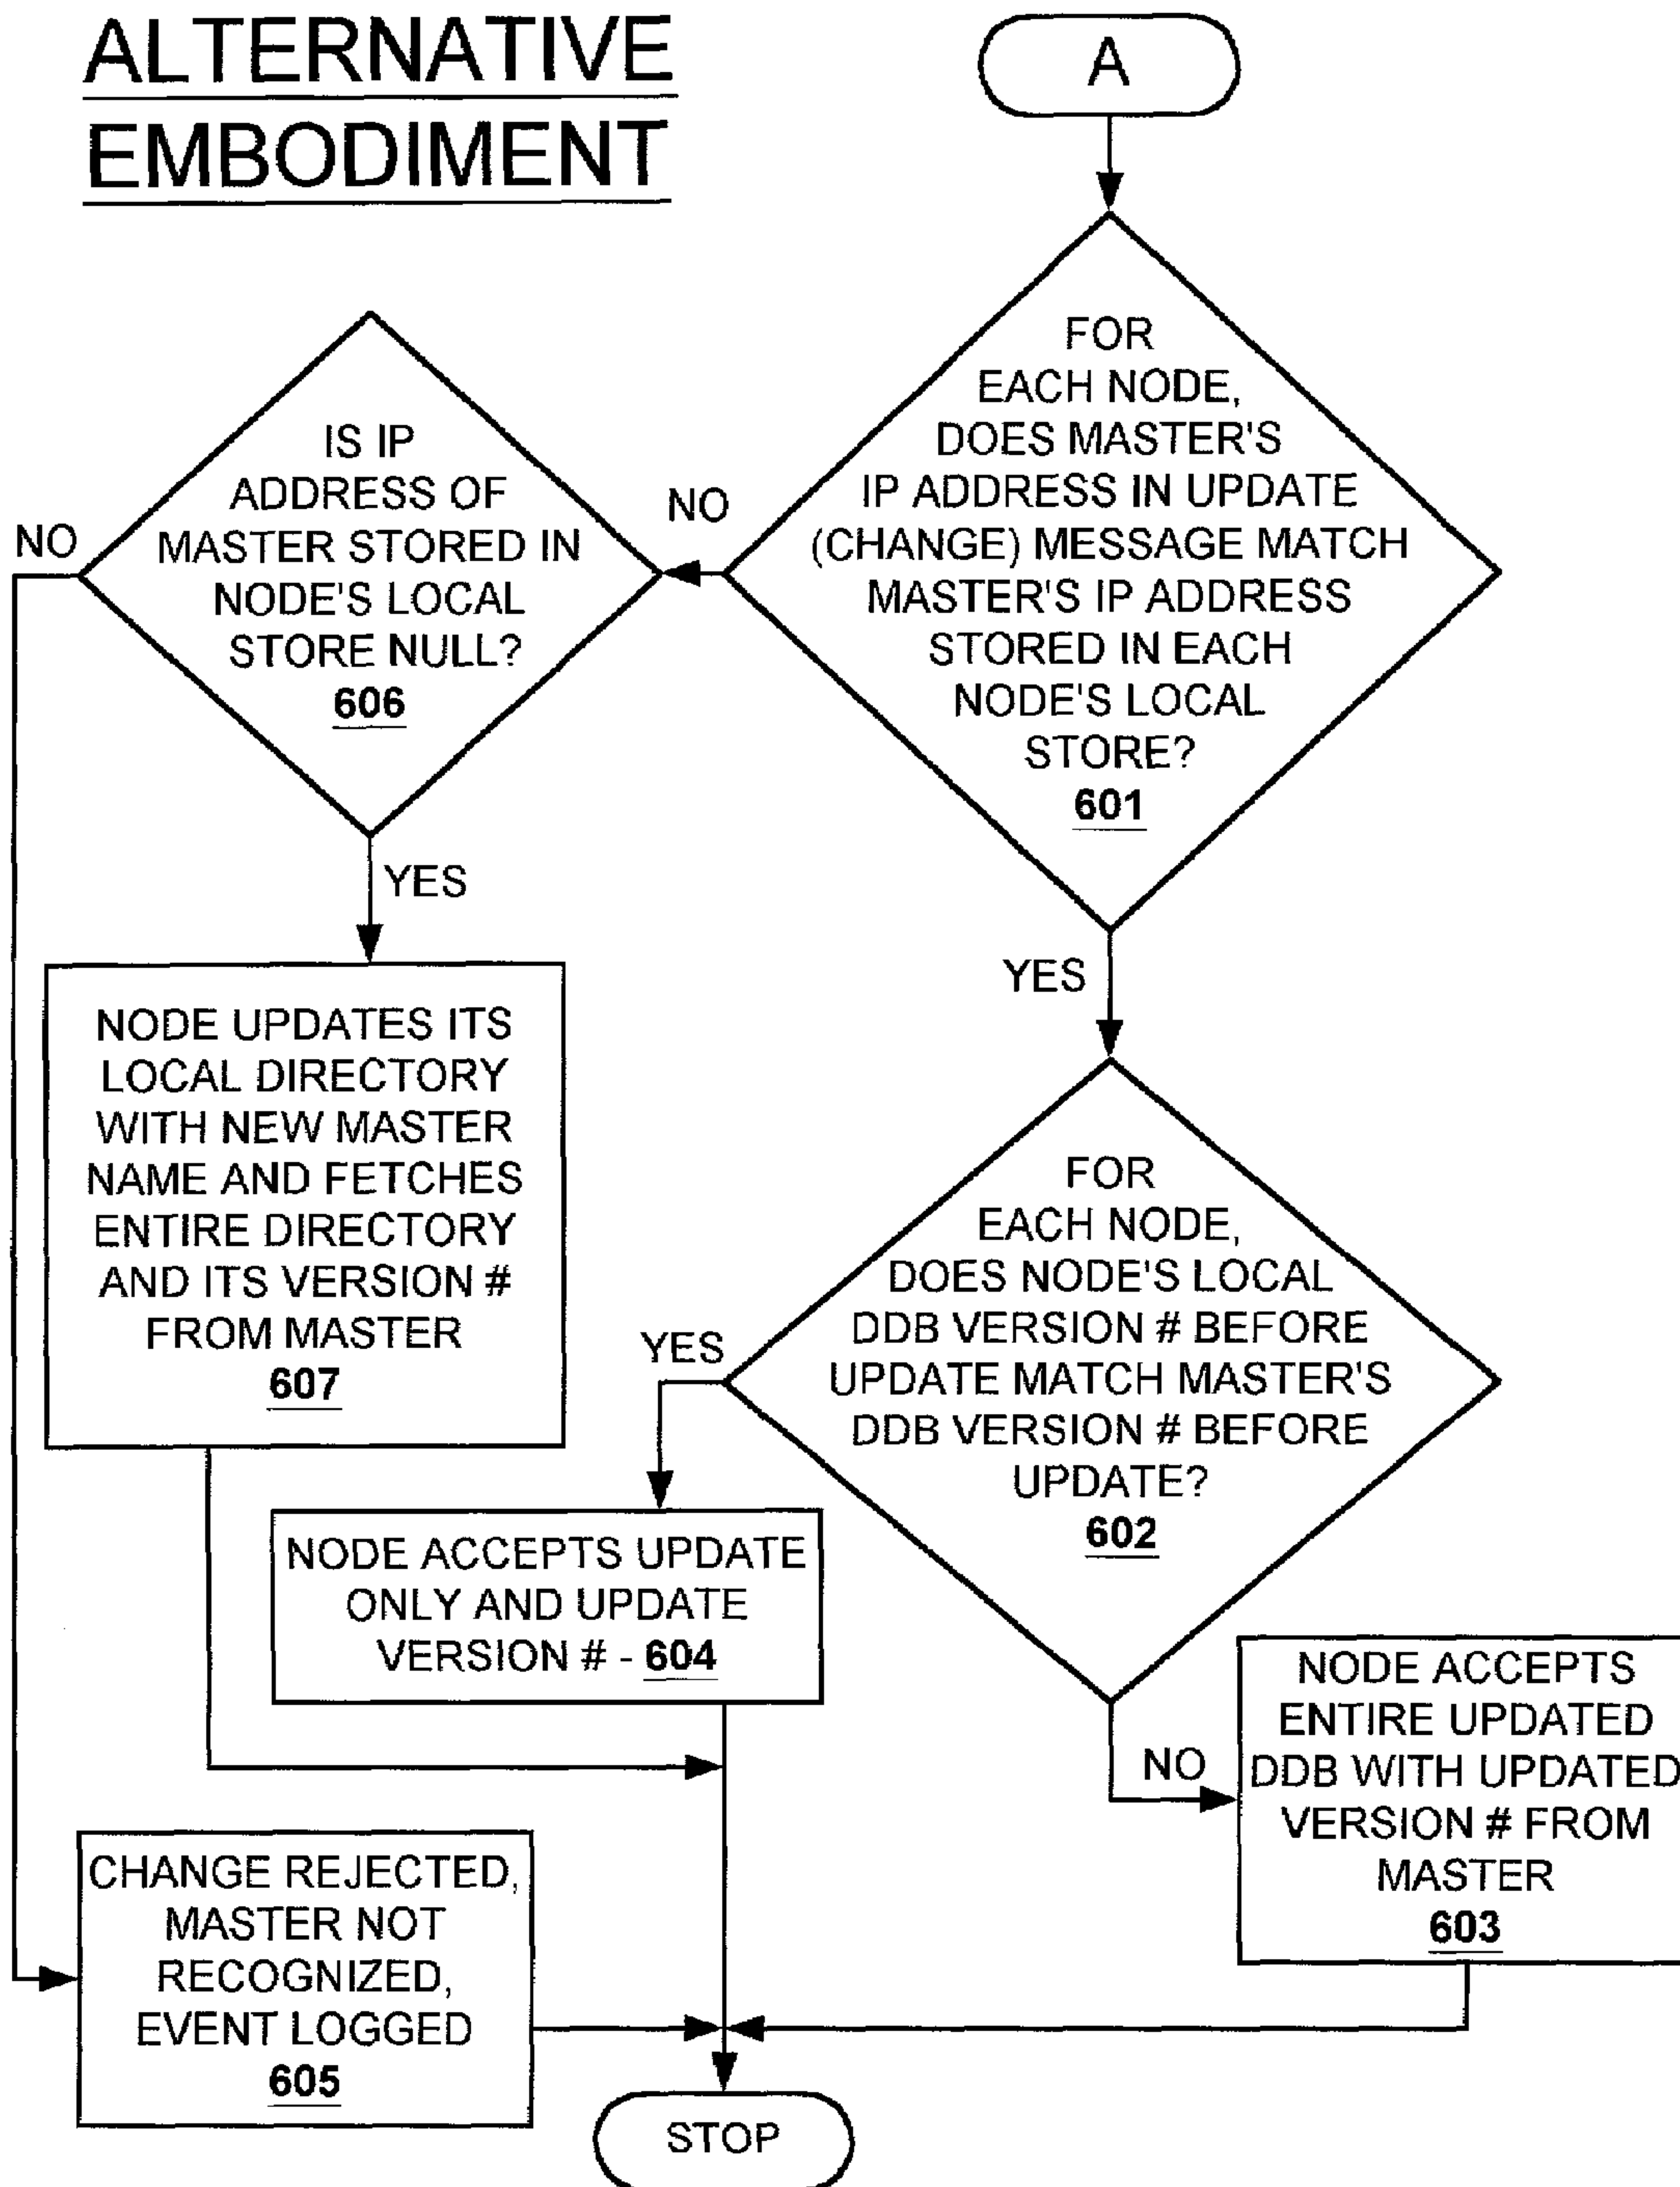 ALTERNATIVE
EMBODIMENT
A
FOR
EACH NODE,
DOES MASTER'S
IP ADDRESS IN UPDATE
(CHANGE) MESSAGE MATCH
MASTER'S IP ADDRESS
STORED IN EACH
NODE'S LOCAL
STORE?
601
NO
YES
IS IP
ADDRESS OF
MASTER STORED IN
NODE'S LOCAL
STORE NULL?
606
NO
YES
NODE UPDATES ITS
LOCAL DIRECTORY
WITH NEW MASTER
NAME AND FETCHES
ENTIRE DIRECTORY
AND ITS VERSION #
FROM MASTER
607
FOR
EACH NODE,
DOES NODE'S LOCAL
DDB VERSION # BEFORE
UPDATE MATCH MASTER'S
DDB VERSION # BEFORE
UPDATE?
602
YES
NO
NODE ACCEPTS UPDATE
ONLY AND UPDATE
VERSION # - 604
NODE ACCEPTS
ENTIRE UPDATED
DDB WITH UPDATED
VERSION # FROM
MASTER
603
CHANGE REJECTED,
MASTER NOT
RECOGNIZED,
EVENT LOGGED
605
STOP